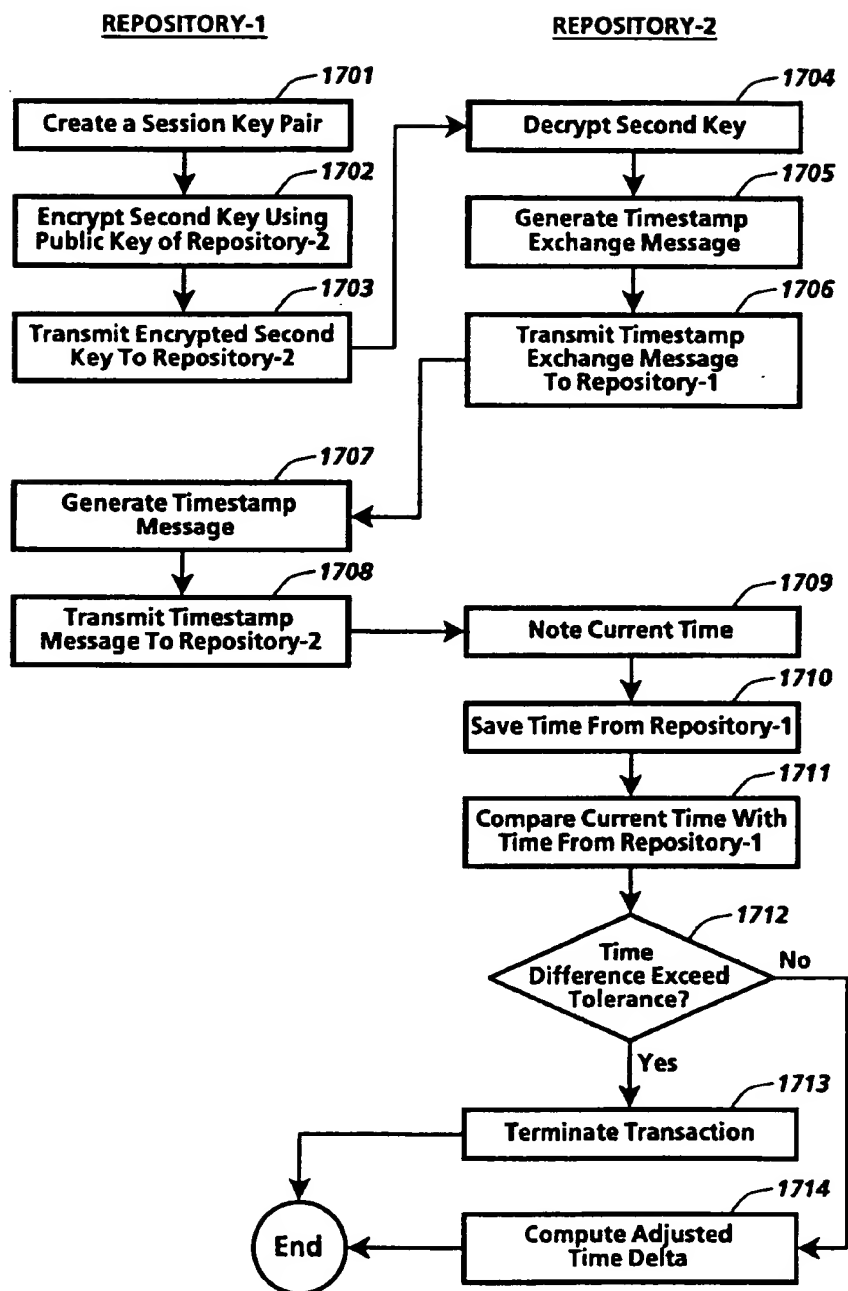 REPOSITORY-1
REPOSITORY-2
1701
Create a Session Key Pair
1702
Encrypt Second Key Using
Public Key of Repository-2
1703
Transmit Encrypted Second
Key To Repository-2
1704
Decrypt Second Key
1705
Generate Timestamp
Exchange Message
1706
Transmit Timestamp
Exchange Message
To Repository-1
1707
Generate Timestamp
Message
1708
Transmit Timestamp
Message To Repository-2
1709
Note Current Time
1710
Save Time From Repository-1
1711
Compare Current Time With
Time From Repository-1
1712
Time
Difference Exceed
Tolerance?
No
Yes
1713
Terminate Transaction
1714
Compute Adjusted
Time Delta
End